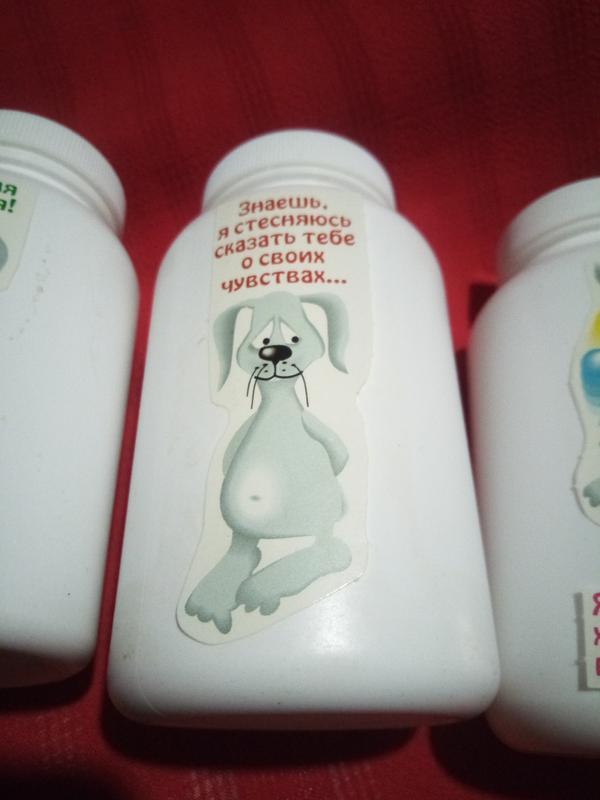 Знаешь,
я стесняюсь
сказать тебе
о своих
чувствах...